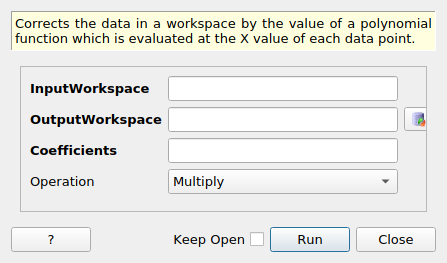 Corrects the data in a workspace by the value of a polynomial
function which is evaluated at the X value of each data point.
InputWorkspace
OutputWorkspace
Coefficients
Operation Multiply
? Keep Open Run Close